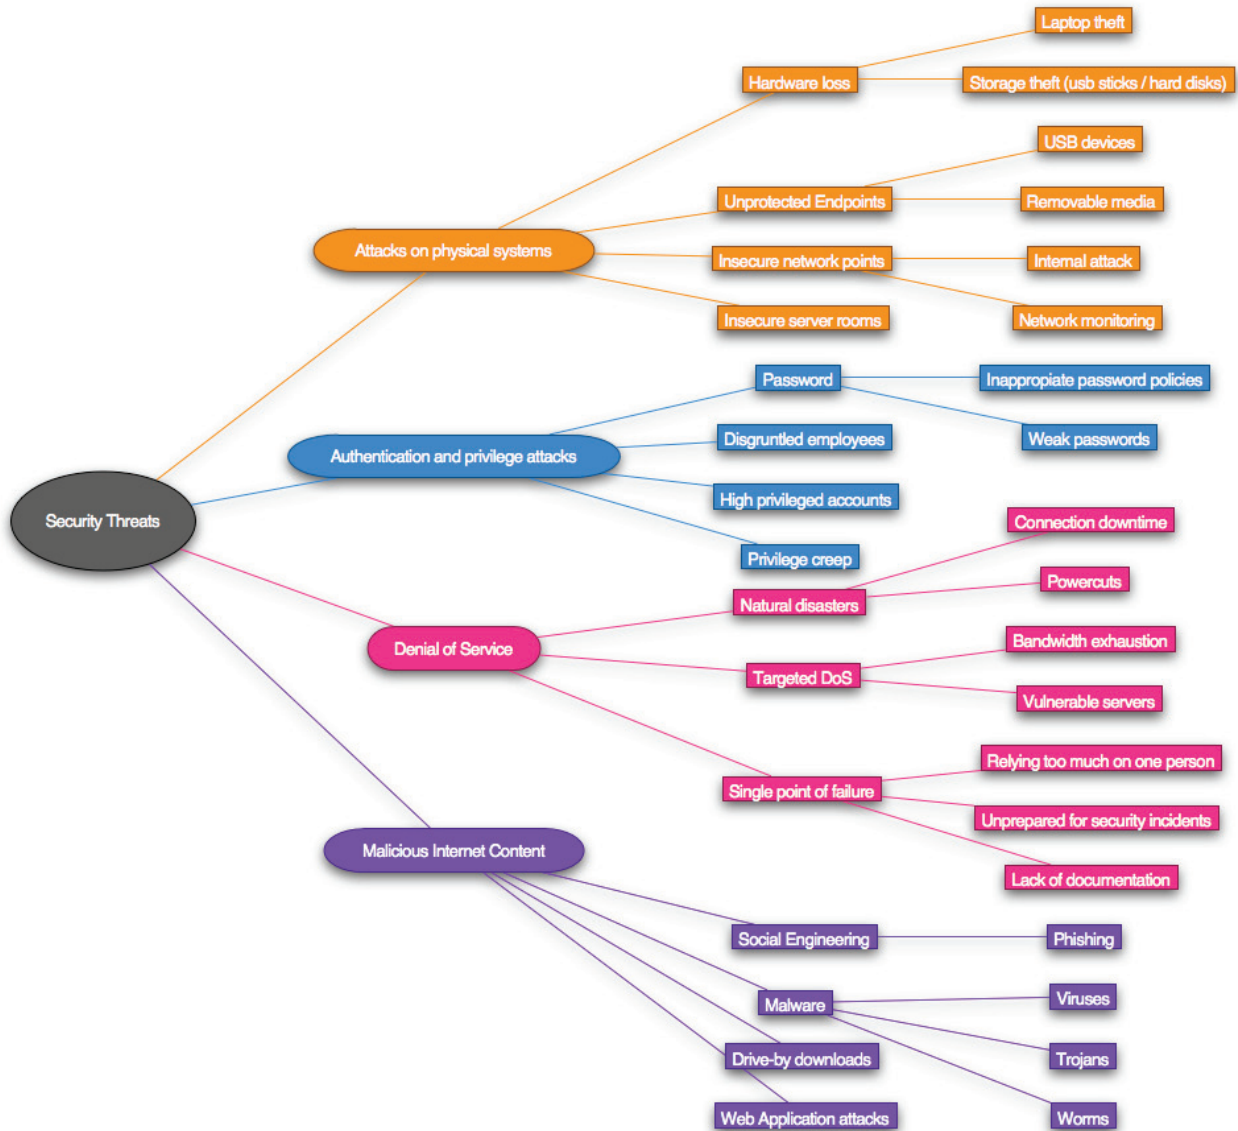 Security Threats
Attacks on physical systems
Hardware loss
Laptop theft
Storage theft (usb sticks / hard disks)
Unprotected Endpoints
USB devices
Removable media
Insecure network points
Internal attack
Network monitoring
Insecure server rooms
Authentication and privilege attacks
Password
Inappropiate password policies
Weak passwords
Disgruntled employees
High privileged accounts
Privilege creep
Denial of Service
Natural disasters
Connection downtime
Powercuts
Targeted DoS
Bandwidth exhaustion
Vulnerable servers
Single point of failure
Relying too much on one person
Unprepared for security incidents
Lack of documentation
Malicious Internet Content
Social Engineering
Phishing
Malware
Viruses
Trojans
Worms
Drive-by downloads
Web Application attacks